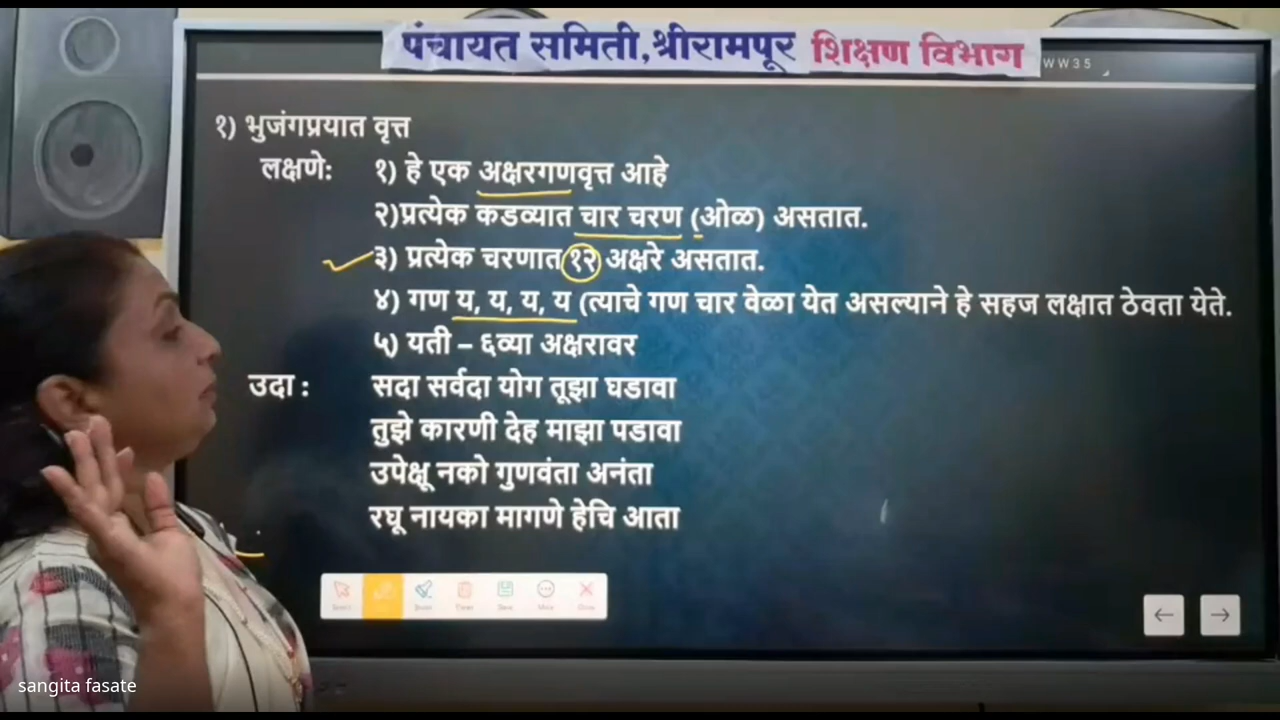 पंचायत समिती,श्रीरामपूर शिक्षण विभाग
WW35
१) भुजंगप्रयात वृत्त
लक्षणे: १) हे एक अक्षरगणवृत्त आहे
२)प्रत्येक कडव्यात चार चरण (ओळ) असतात.
३) प्रत्येक चरणात १२ अक्षरे असतात.
४) गण य, य, य, य (त्याचे गण चार वेळा येत असल्याने हे सहज लक्षात ठेवता येते.
५) यती – ६व्या अक्षरावर
उदा : सदा सर्वदा योग तूझा घडावा
तुझे कारणी देह माझा पडावा
उपेक्षू नको गुणवंता अनंता
रघू नायका मागणे हेचि आता
sangita fasate